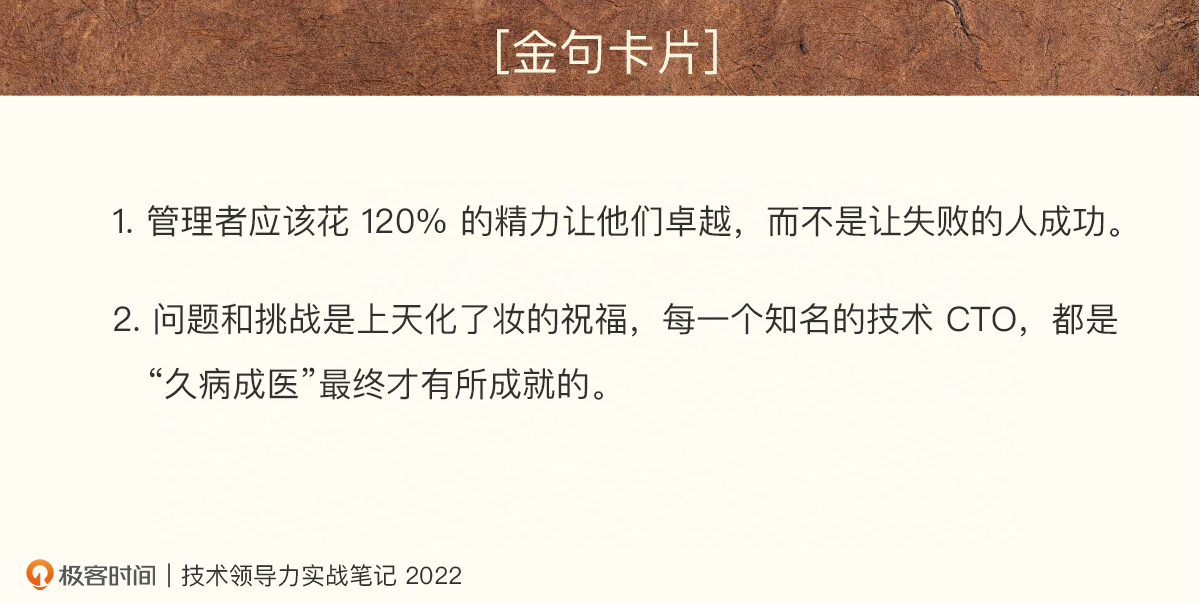 [金句卡片]
1. 管理者应该花 120% 的精力让他们卓越，而不是让失败的人成功。
2. 问题和挑战是上天化了妆的祝福，每一个知名的技术 CTO，都是
“久病成医”最终才有所成就的。
极客时间 | 技术领导力实战笔记 2022